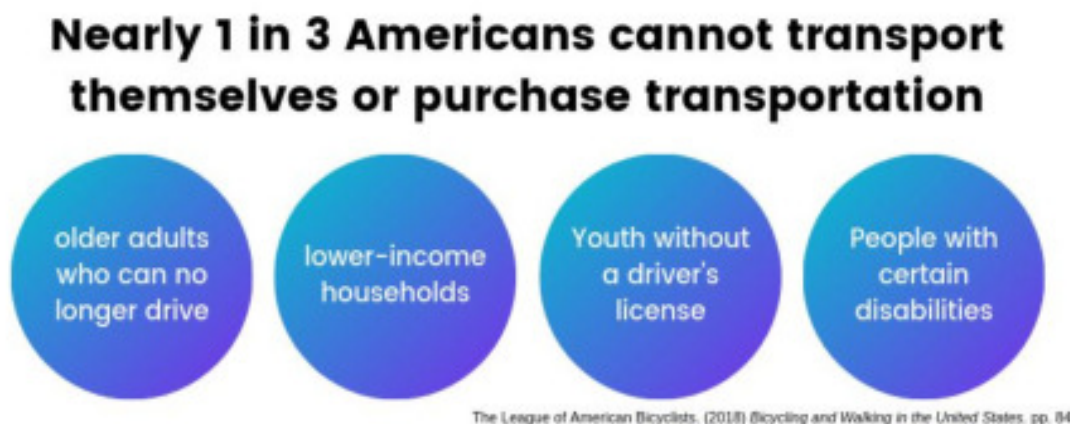 Nearly 1 in 3 Americans cannot transport
themselves or purchase transportation
older adults
who can no
longer drive
lower-income
households
Youth without
a driver's
license
People with
certain
disabilities
The League of American Bicyclists. (2018) Bicycling and Walking in the United States. pp. 84